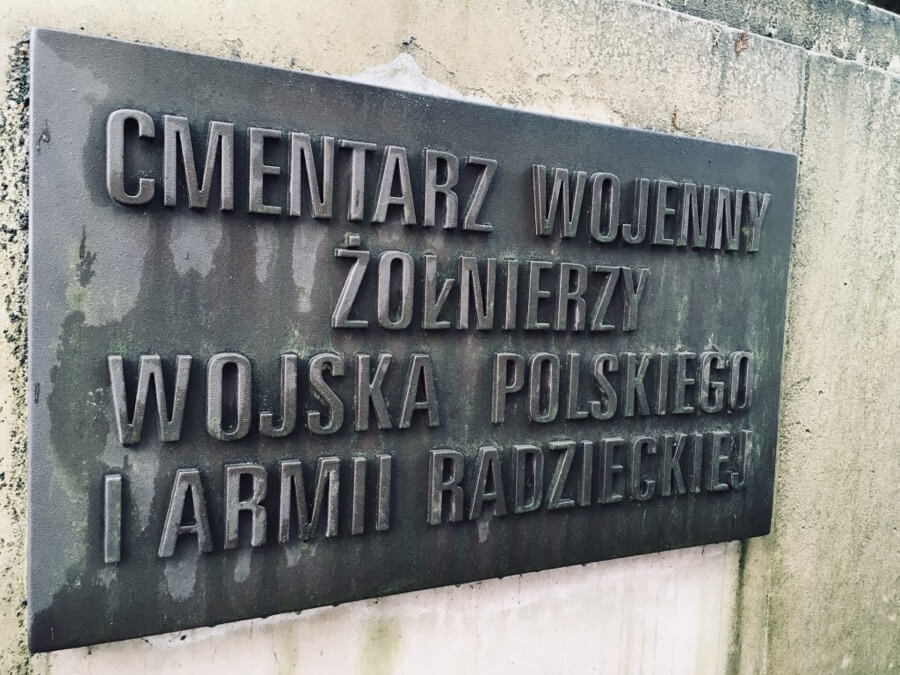 CMENTARZ WOJENNY
ŻOŁNIERZY
WOJSKA POLSKIEGO
I ARMII RADZIECKIEJ